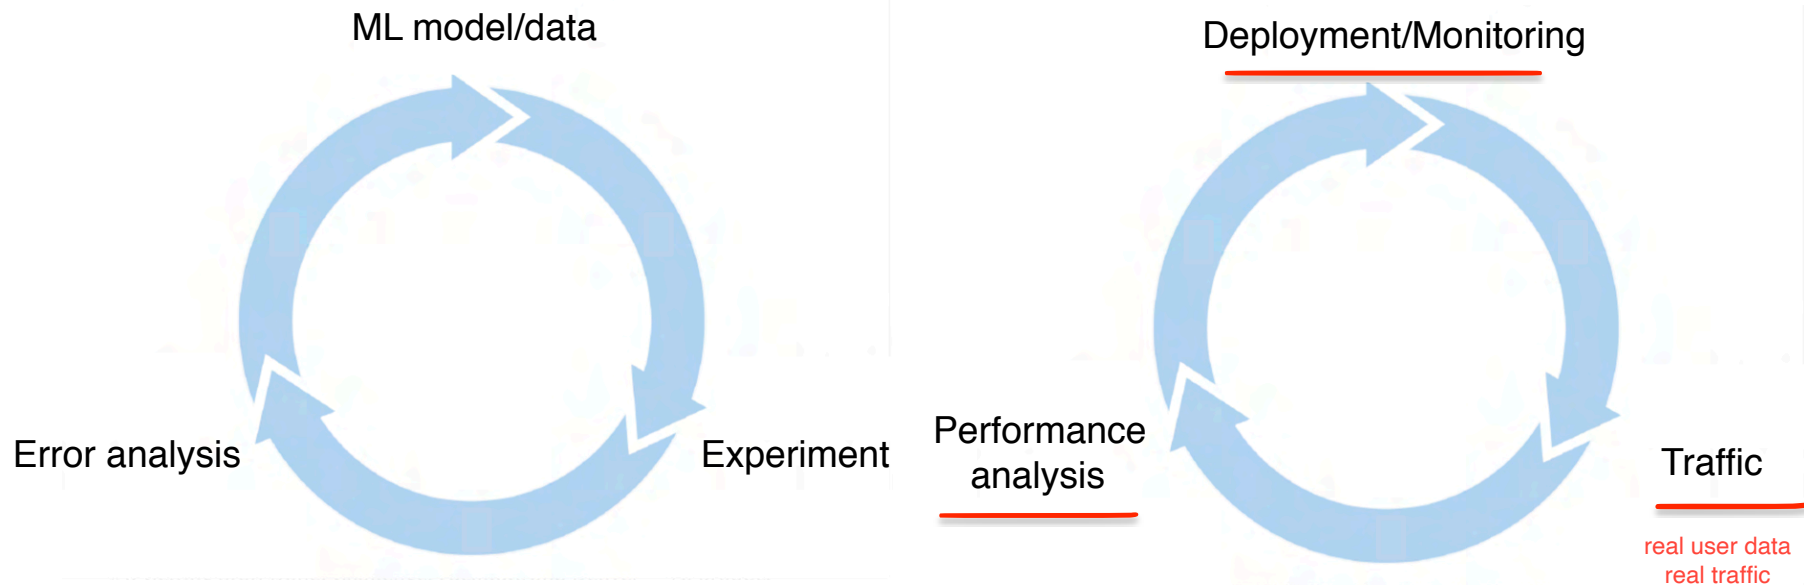 ML model/data
Experiment
Error analysis
Deployment/Monitoring
Traffic
real user data
real traffic
Performance
analysis